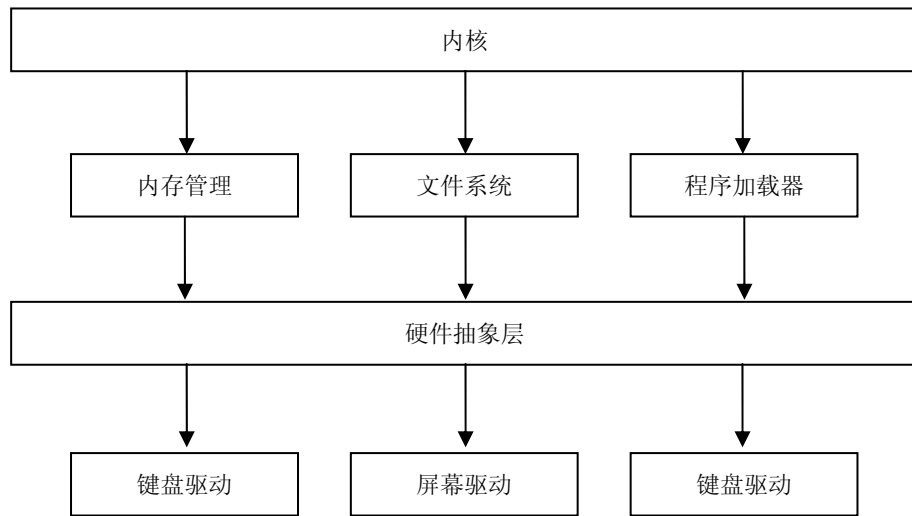 内核
内存管理
文件系统
程序加载器
硬件抽象层
键盘驱动
屏幕驱动
键盘驱动